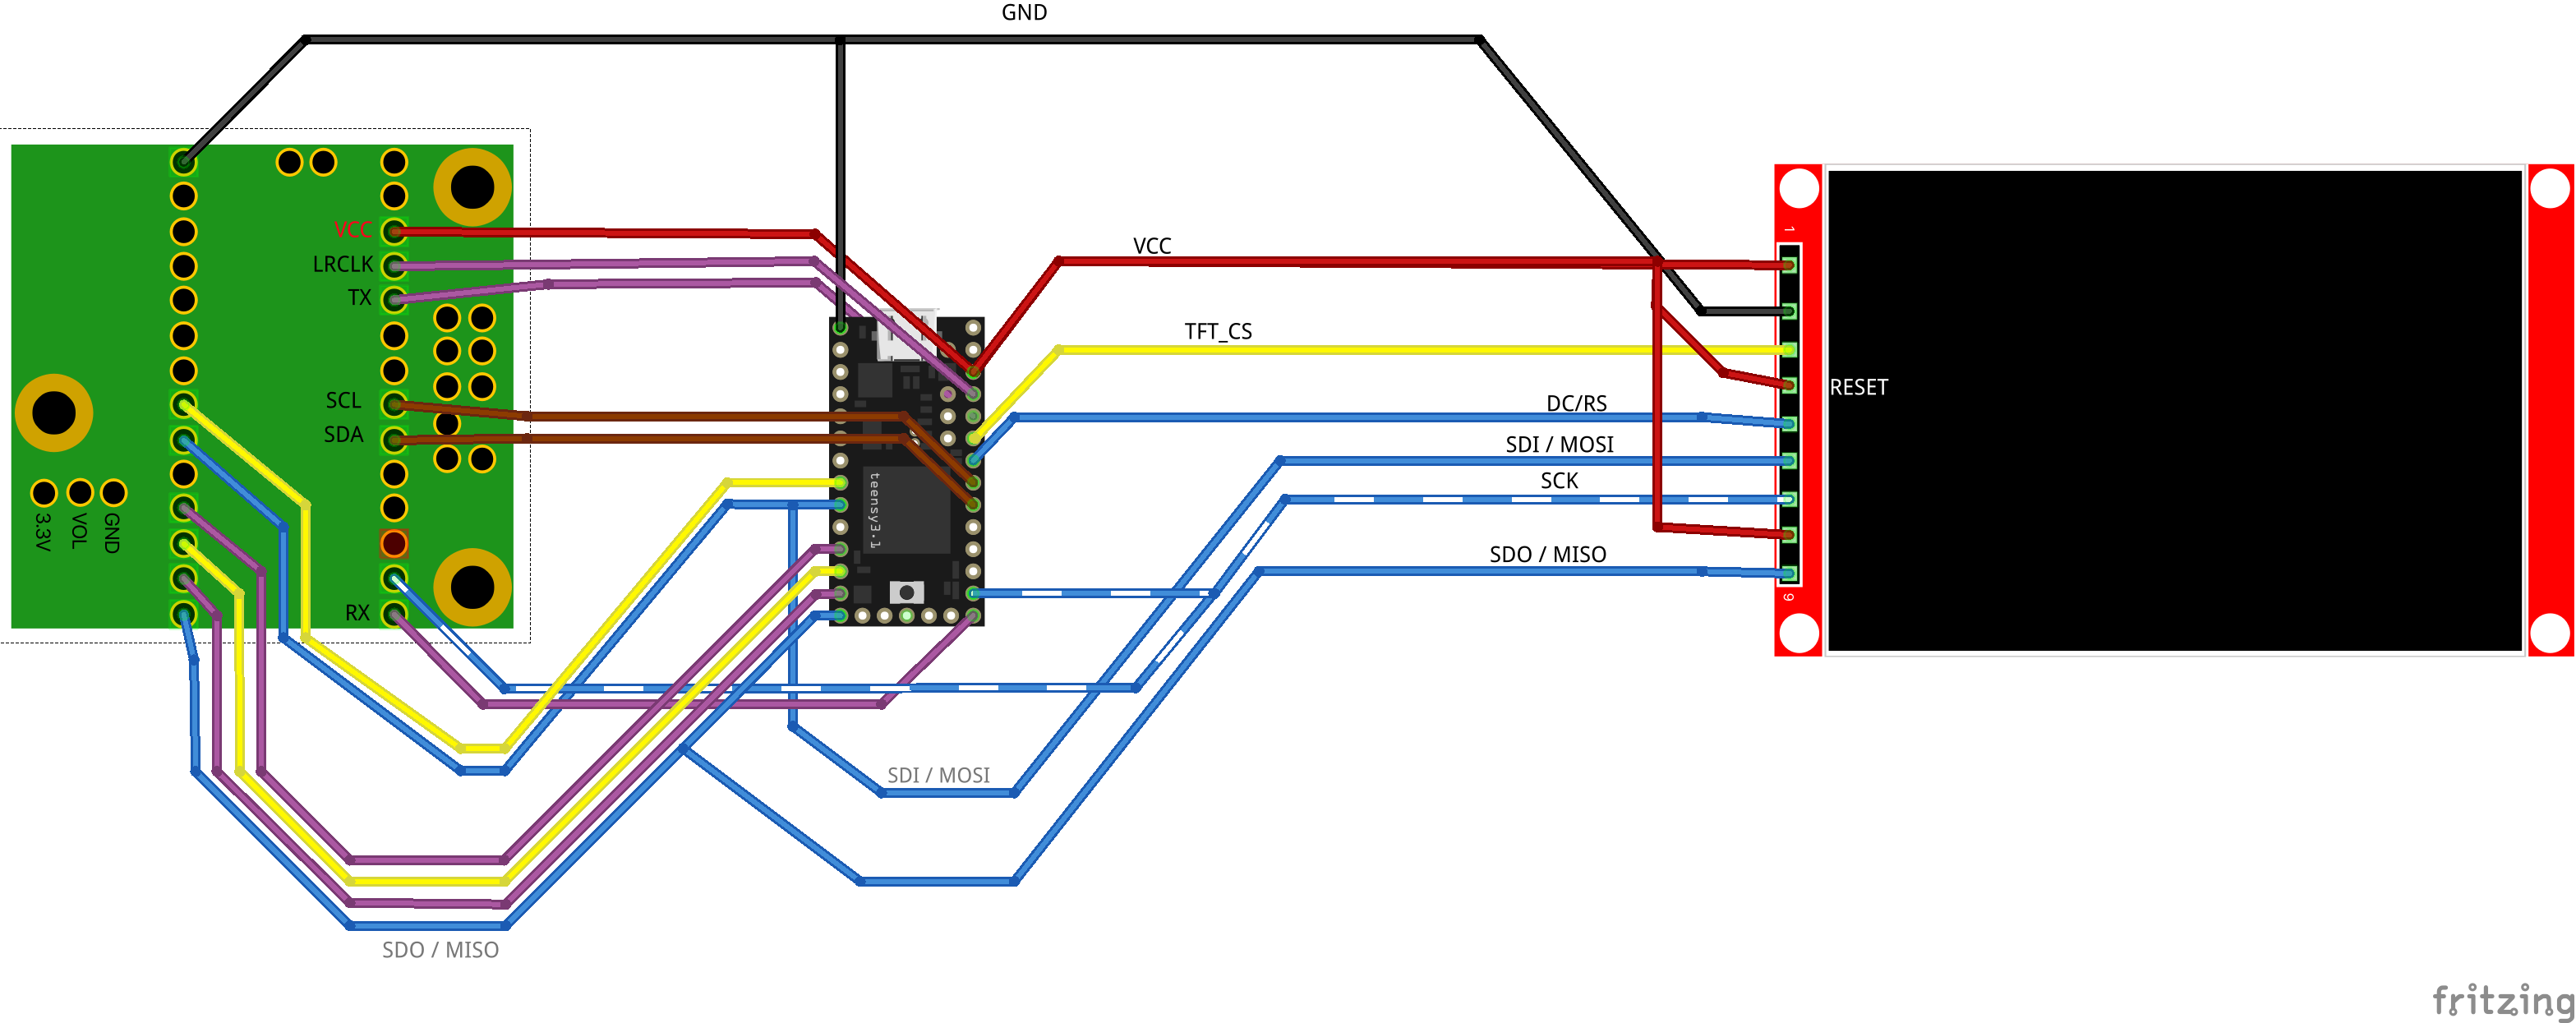 GND
VCC
LRCLK
TX
SCL
SDA
3.3V
VOL
GND
RX
teensy3.1
VCC
TFT_CS
DC/RS
SDI / MOSI
SCK
SDO / MISO
1
RESET
9
SDI / MOSI
SDO / MISO
fritzing